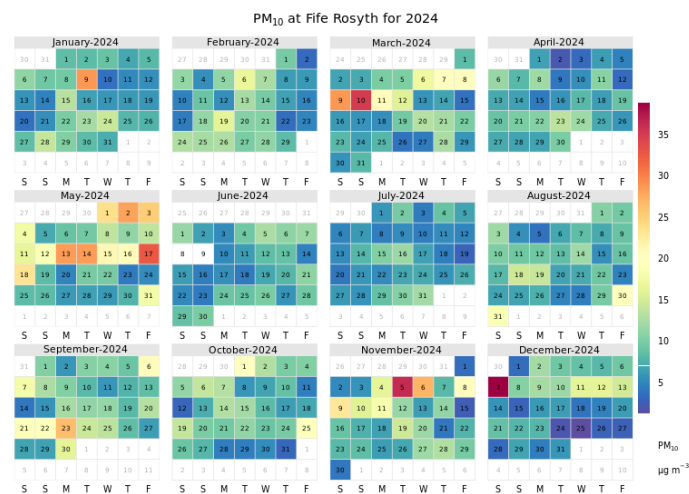 PM₁₀ at Fife Rosyth for 2024
January-2024
30 31 1 2 3 4 5
6 7 8 9 10 11 12
13 14 15 16 17 18 19
20 21 22 23 24 25 26
27 28 29 30 31 1 2
3 4 5 6 7 8 9
S S M T W T F
February-2024
27 28 29 30 31 1 2
3 4 5 6 7 8 9
10 11 12 13 14 15 16
17 18 19 20 21 22 23
24 25 26 27 28 29 1
2 3 4 5 6 7 8
S S M T W T F
March-2024
24 25 26 27 28 29 1
2 3 4 5 6 7 8
9 10 11 12 13 14 15
16 17 18 19 20 21 22
23 24 25 26 27 28 29
30 31 1 2 3 4 5
S S M T W T F
April-2024
30 31 1 2 3 4 5
6 7 8 9 10 11 12
13 14 15 16 17 18 19
20 21 22 23 24 25 26
27 28 29 30 1 2 3
4 5 6 7 8 9 10
S S M T W T F
May-2024
27 28 29 30 1 2 3
4 5 6 7 8 9 10
11 12 13 14 15 16 17
18 19 20 21 22 23 24
25 26 27 28 29 30 31
1 2 3 4 5 6 7
S S M T W T F
June-2024
25 26 27 28 29 30 31
1 2 3 4 5 6 7
8 9 10 11 12 13 14
15 16 17 18 19 20 21
22 23 24 25 26 27 28
29 30 1 2 3 4 5
S S M T W T F
July-2024
29 30 1 2 3 4 5
6 7 8 9 10 11 12
13 14 15 16 17 18 19
20 21 22 23 24 25 26
27 28 29 30 31 1 2
3 4 5 6 7 8 9
S S M T W T F
August-2024
27 28 29 30 31 1 2
3 4 5 6 7 8 9
10 11 12 13 14 15 16
17 18 19 20 21 22 23
24 25 26 27 28 29 30
31 1 2 3 4 5 6
S S M T W T F
September-2024
31 1 2 3 4 5 6
7 8 9 10 11 12 13
14 15 16 17 18 19 20
21 22 23 24 25 26 27
28 29 30 1 2 3 4
5 6 7 8 9 10 11
S S M T W T F
October-2024
28 29 30 1 2 3 4
5 6 7 8 9 10 11
12 13 14 15 16 17 18
19 20 21 22 23 24 25
26 27 28 29 30 31 1
2 3 4 5 6 7 8
S S M T W T F
November-2024
26 27 28 29 30 31 1
2 3 4 5 6 7 8
9 10 11 12 13 14 15
16 17 18 19 20 21 22
23 24 25 26 27 28 29
30 1 2 3 4 5 6
S S M T W T F
December-2024
30 1 2 3 4 5 6
7 8 9 10 11 12 13
14 15 16 17 18 19 20
21 22 23 24 25 26 27
28 29 30 31 1 2 3
4 5 6 7 8 9 10
S S M T W T F
35
30
25
20
15
10
5
PM₁₀
µg m⁻³